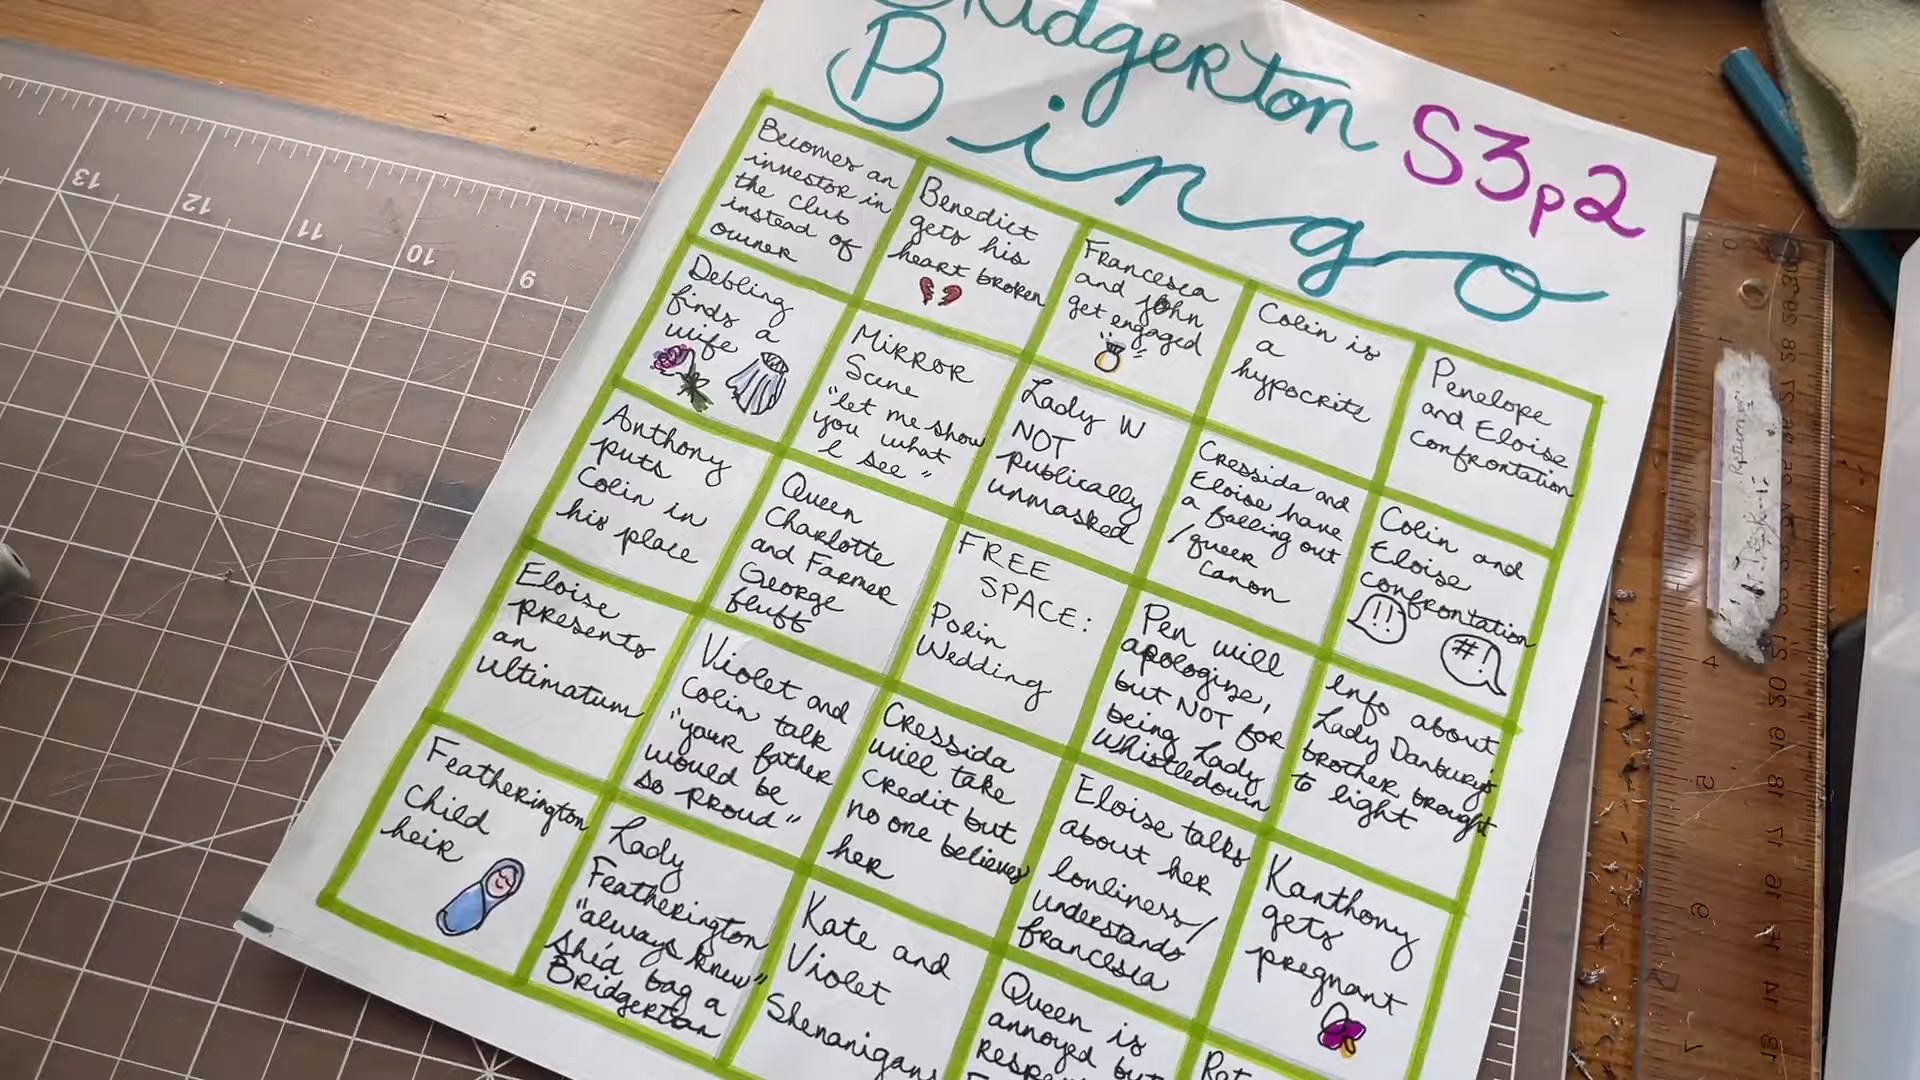 Bridgerton S3p2
Bingo
Becomes an
investor in
the club
instead of
owner
Benedict
gets his
heart broken
Francesca
and John
get engaged
Colin is
a
hypocrite
Penelope
and Eloise
confrontation
Debling
finds a
wife
MIRROR
Scene
"let me show
you what
I see"
Lady W
NOT
publically
unmasked
Cressida and
Eloise have
a falling out
/queer
Canon
Colin and
Eloise
confrontation
!!
#!
Anthony
puts
Colin in
his place
Queen
Charlotte
and Farmer
George
fluff
FREE
SPACE:
Polin
Wedding
Pen will
apologize,
but NOT for
being Lady
Whistledown
Info about
Lady Danbury's
brother brought
to light
Eloise
presents
an
ultimatum
Violet and
Colin talk
"your father
would be
so proud"
Cressida
will take
credit but
no one believes
her
Eloise talks
about her
lonliness/
understands
francesca
Kanthony
gets
pregnant
Featherington
Child
heir
Lady
Featherington
"always knew"
she'd bag a
Bridgerton
Kate and
Violet
Shenanigans
Queen is
annoyed but
13
12
11
10
9